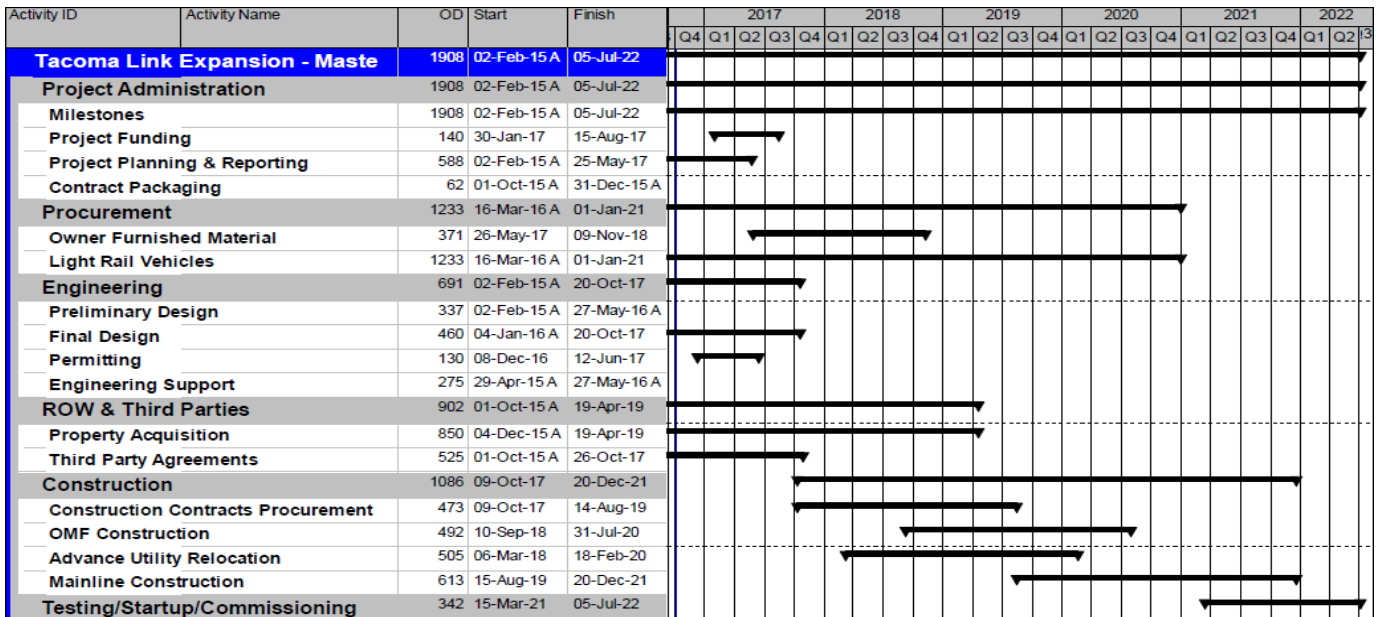 Activity ID Activity Name OD Start Finish 2017 2018 2019 2020 2021 2022
Q4 Q1 Q2 Q3 Q4 Q1 Q2 Q3 Q4 Q1 Q2 Q3 Q4 Q1 Q2 Q3 Q4 Q1 Q2 Q3 Q4 Q1 Q2
Tacoma Link Expansion - Maste 1908 02-Feb-15 A 05-Jul-22
Project Administration 1908 02-Feb-15 A 05-Jul-22
Milestones 1908 02-Feb-15 A 05-Jul-22
Project Funding 140 30-Jan-17 15-Aug-17
Project Planning & Reporting 588 02-Feb-15 A 25-May-17
Contract Packaging 62 01-Oct-15 A 31-Dec-15 A
Procurement 1233 16-Mar-16 A 01-Jan-21
Owner Furnished Material 371 26-May-17 09-Nov-18
Light Rail Vehicles 1233 16-Mar-16 A 01-Jan-21
Engineering 691 02-Feb-15 A 20-Oct-17
Preliminary Design 337 02-Feb-15 A 27-May-16 A
Final Design 460 04-Jan-16 A 20-Oct-17
Permitting 130 08-Dec-16 12-Jun-17
Engineering Support 275 29-Apr-15 A 27-May-16 A
ROW & Third Parties 902 01-Oct-15 A 19-Apr-19
Property Acquisition 850 04-Dec-15 A 19-Apr-19
Third Party Agreements 525 01-Oct-15 A 26-Oct-17
Construction 1086 09-Oct-17 20-Dec-21
Construction Contracts Procurement 473 09-Oct-17 14-Aug-19
OMF Construction 492 10-Sep-18 31-Jul-20
Advance Utility Relocation 505 06-Mar-18 18-Feb-20
Mainline Construction 613 15-Aug-19 20-Dec-21
Testing/Startup/Commissioning 342 15-Mar-21 05-Jul-22